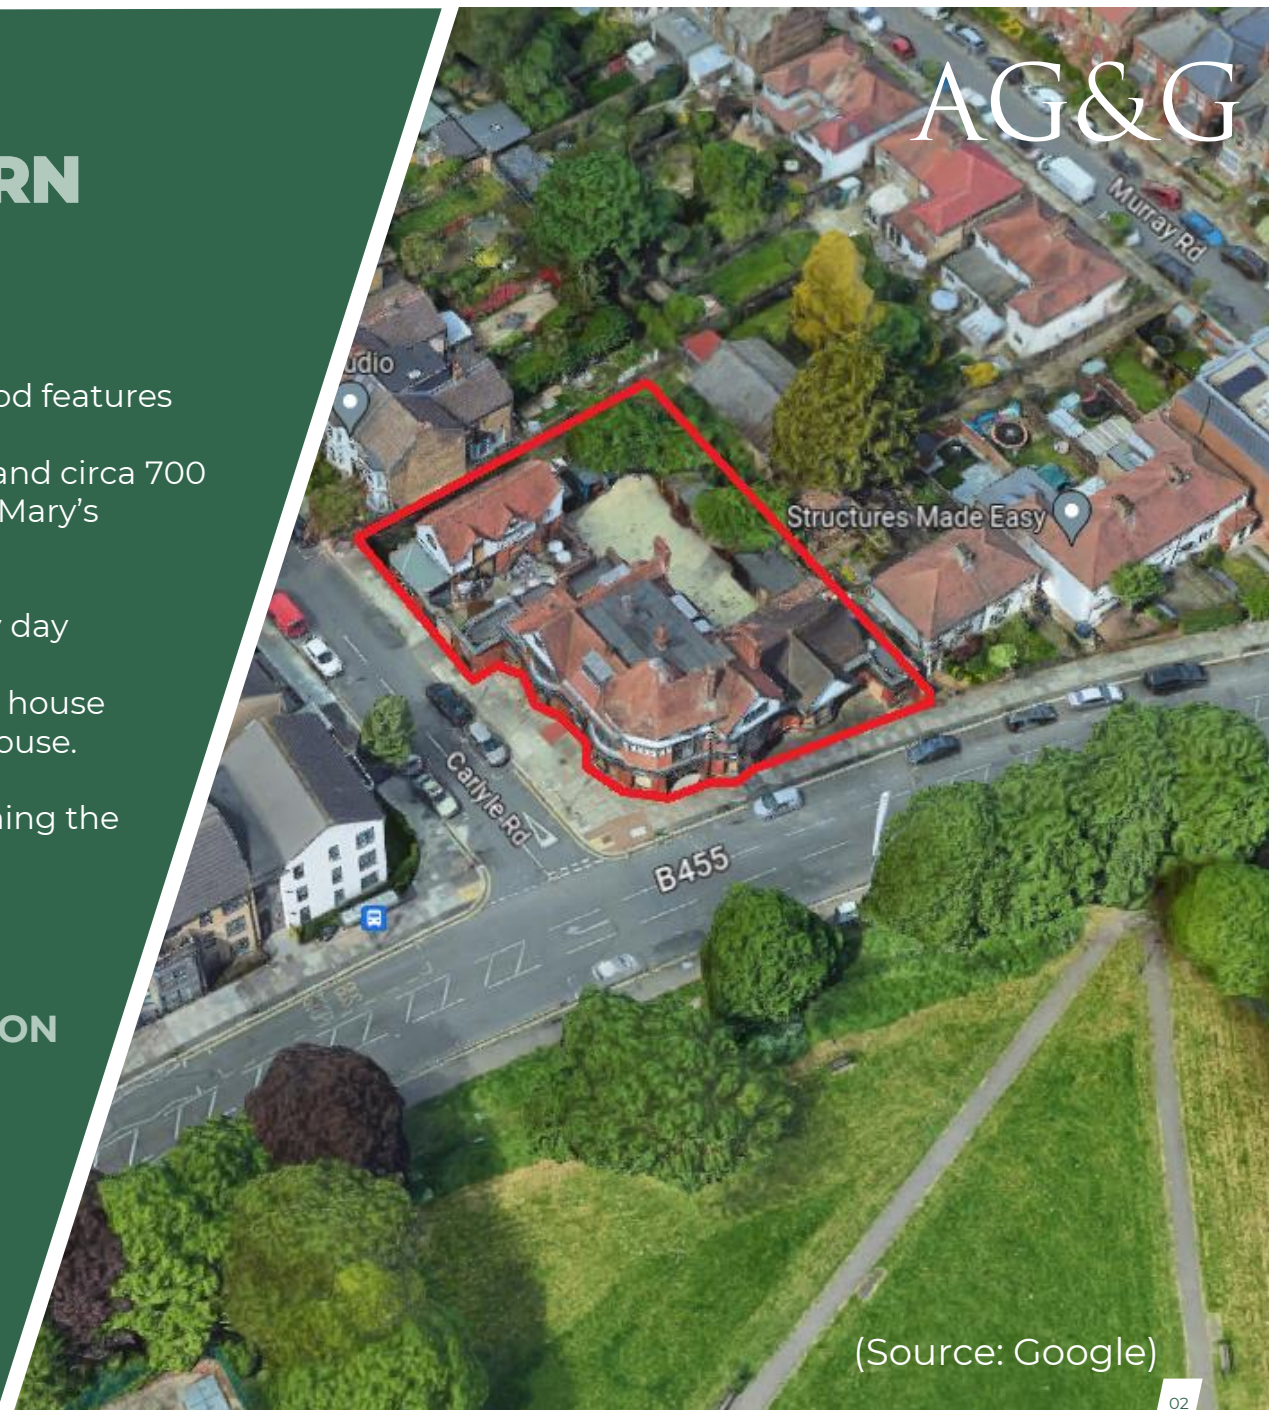 AG&G
RN
Murray Rd
udio
od features
and circa 700
Mary's
Structures Made Easy
day
house
ouse.
Carlyle Rd
ning the
B455
ON
(Source: Google)
02